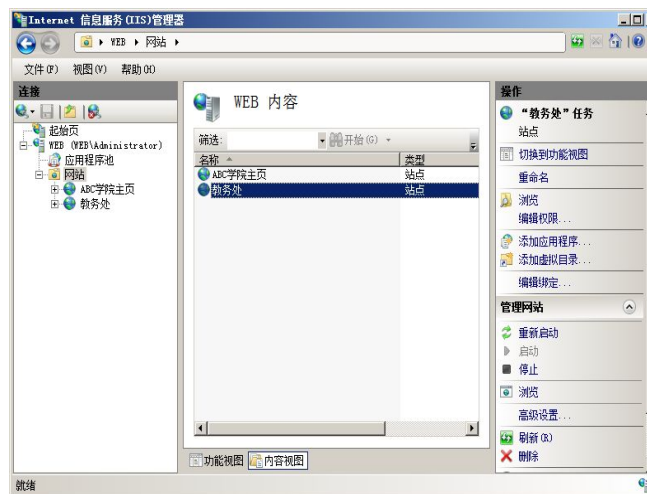 Internet 信息服务(IIS)管理器
WEB 网站
文件(F) 视图(V) 帮助(H)
连接
起始页
WEB (WEB\Administrator)
应用程序池
网站
ABC学院主页
教务处
WEB 内容
筛选: 开始(G)
名称 类型
ABC学院主页 站点
教务处 站点
功能视图 内容视图
操作
“教务处”任务
站点
切换到功能视图
重命名
浏览
编辑权限...
添加应用程序...
添加虚拟目录...
编辑绑定...
管理网站
重新启动
启动
停止
浏览
高级设置...
刷新(R)
删除
就绪